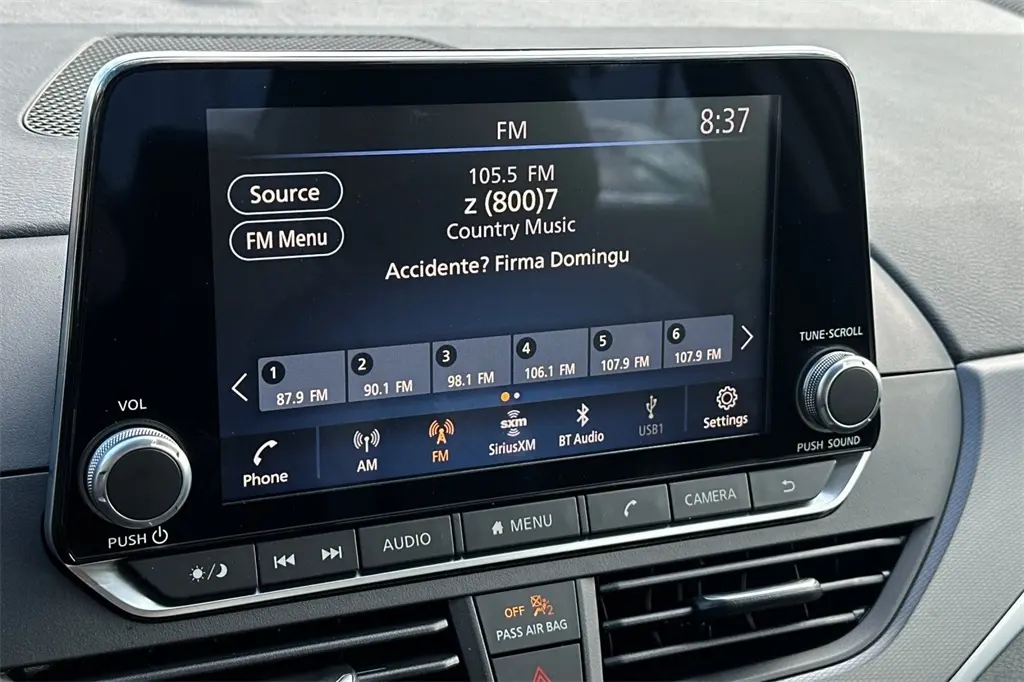 FM
8:37
Source
FM Menu
105.5 FM
z (800)7
Country Music
Accidente? Firma Domingu
1
87.9 FM
2
90.1 FM
3
98.1 FM
4
106.1 FM
5
107.9 FM
6
107.9 FM
Phone
AM
FM
sxm
SiriusXM
BT Audio
USB1
Settings
VOL
PUSH
TUNE·SCROLL
PUSH SOUND
AUDIO
MENU
CAMERA
OFF 2
PASS AIR BAG